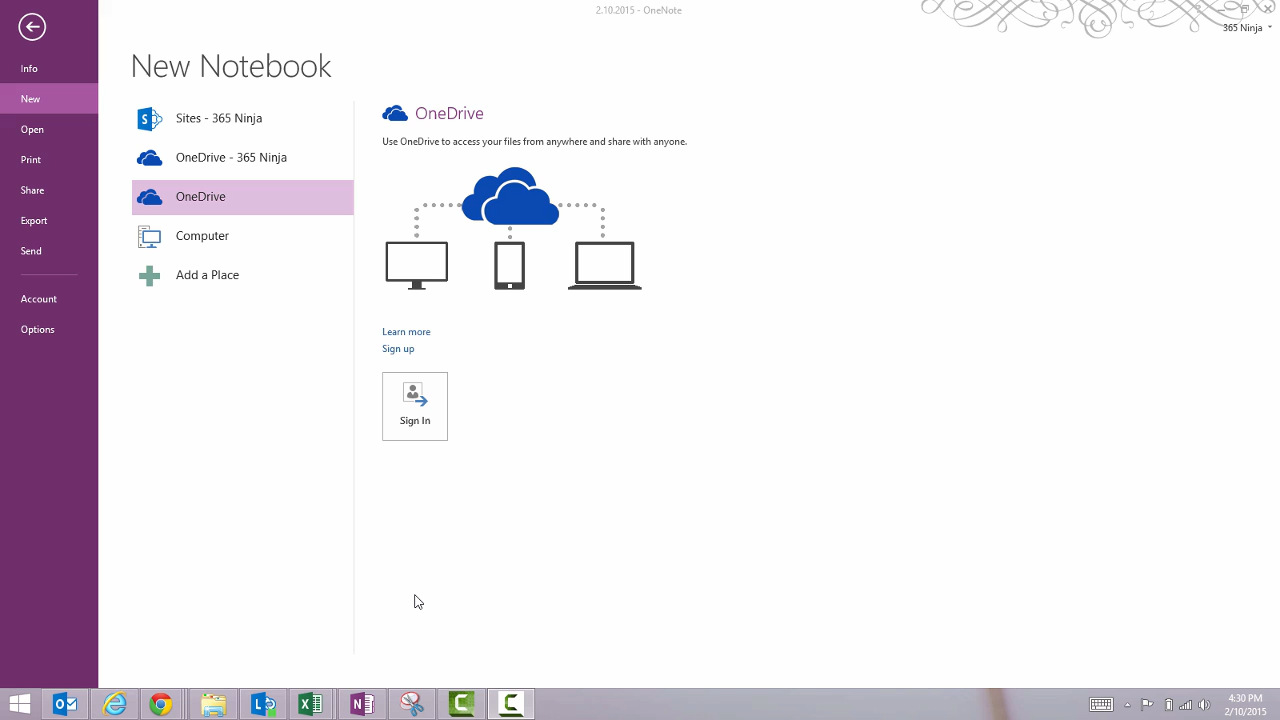 2.10.2015 - OneNote
365 Ninja
Info
New
Open
Print
Share
Export
Send
Account
Options
New Notebook
Sites - 365 Ninja
OneDrive - 365 Ninja
OneDrive
Computer
Add a Place
OneDrive
Use OneDrive to access your files from anywhere and share with anyone.
Learn more
Sign up
Sign In
4:30 PM
2/10/2015